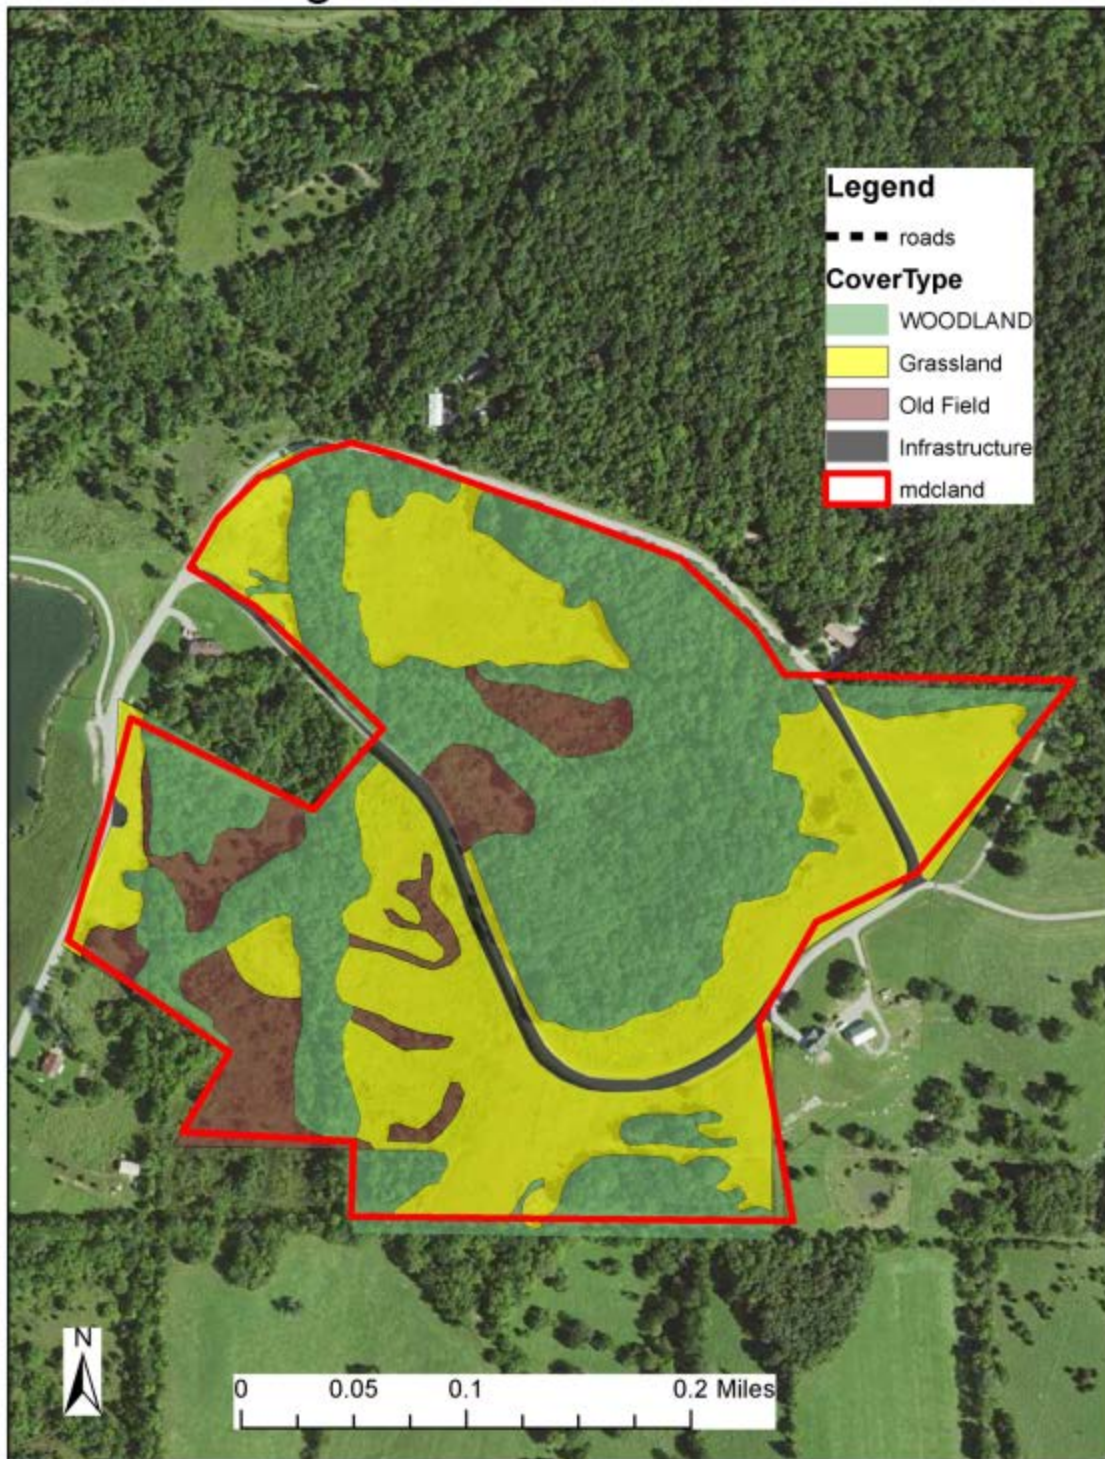 Legend
roads
CoverType
WOODLAND
Grassland
Old Field
Infrastructure
mdcland
N
0 0.05 0.1 0.2 Miles